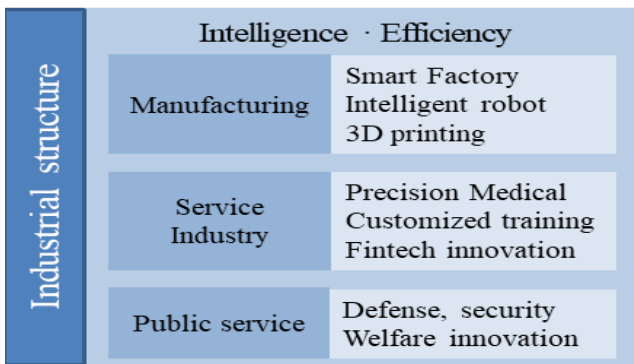 Industrial structure
Intelligence · Efficiency
Manufacturing
Smart Factory
Intelligent robot
3D printing
Service
Industry
Precision Medical
Customized training
Fintech innovation
Public service
Defense, security
Welfare innovation